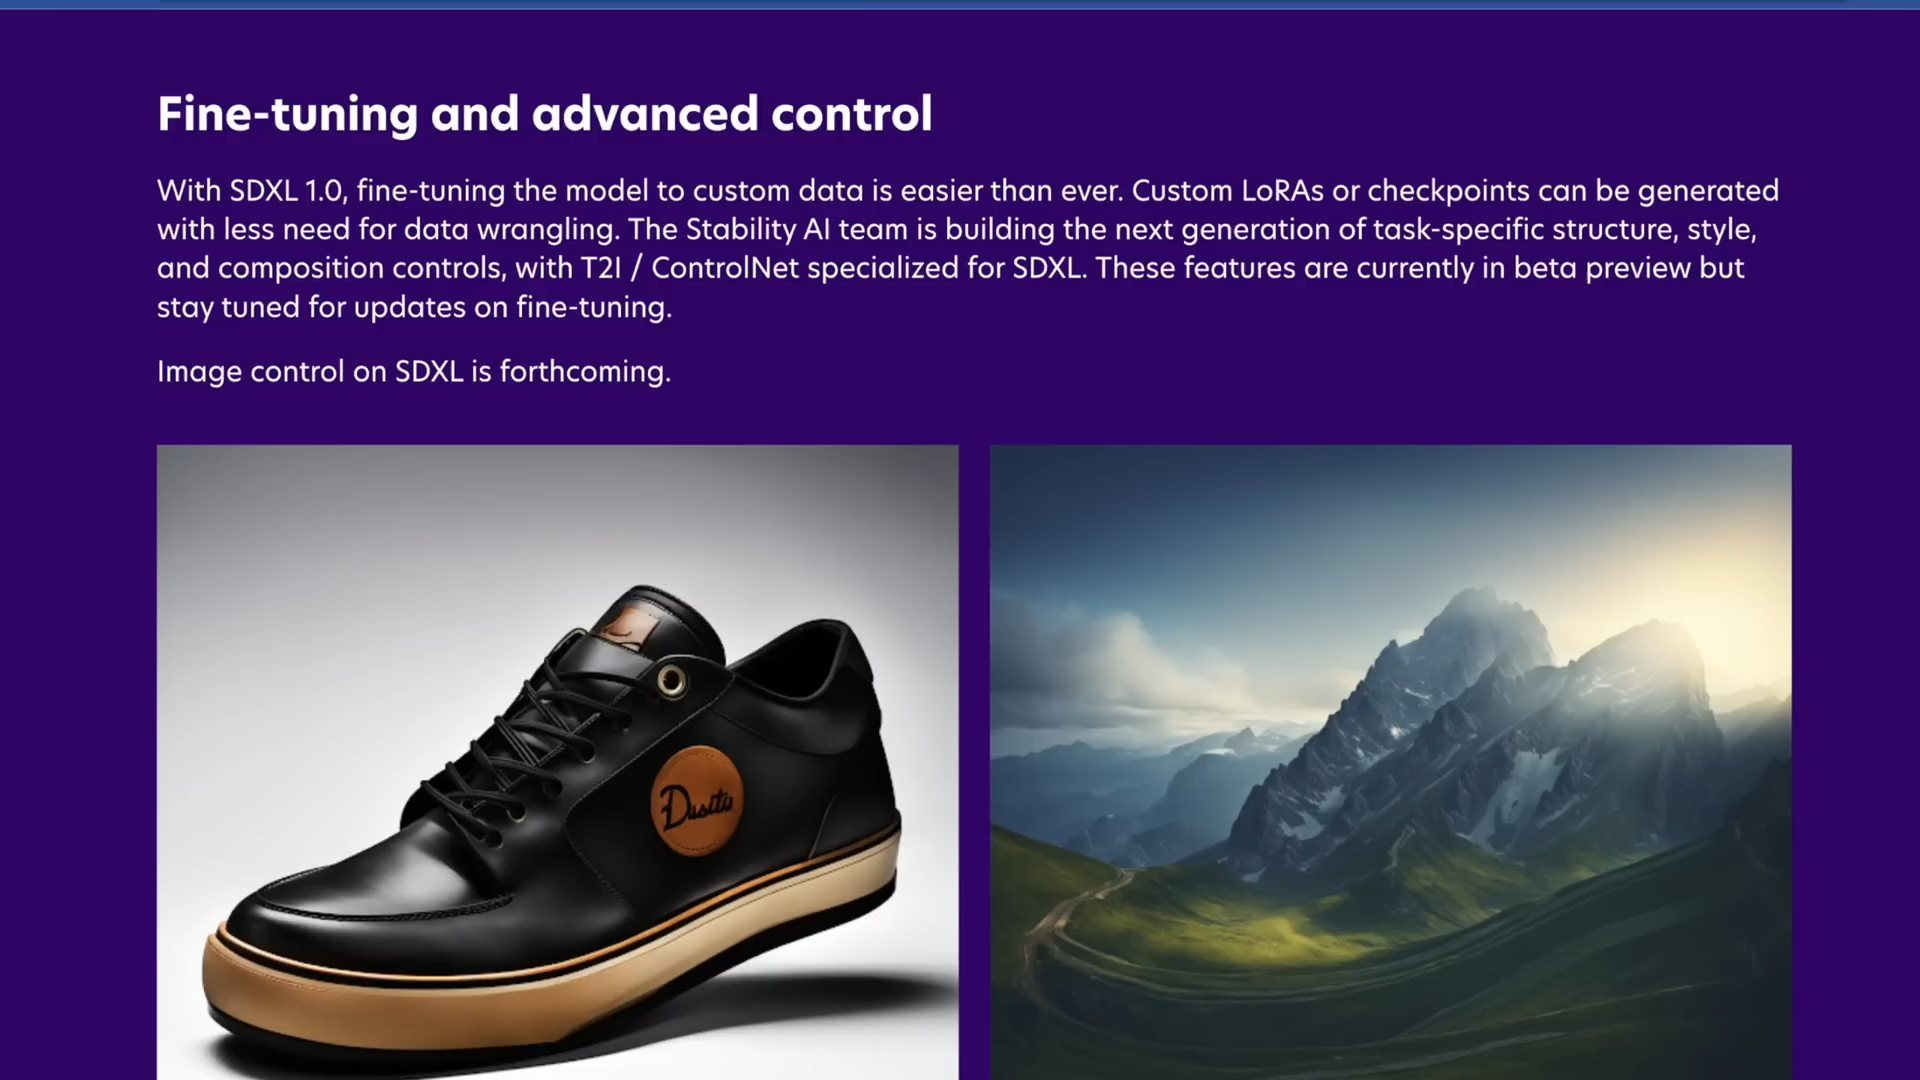 Fine-tuning and advanced control
With SDXL 1.0, fine-tuning the model to custom data is easier than ever. Custom LoRAs or checkpoints can be generated
with less need for data wrangling. The Stability AI team is building the next generation of task-specific structure, style,
and composition controls, with T2I / ControlNet specialized for SDXL. These features are currently in beta preview but
stay tuned for updates on fine-tuning.
Image control on SDXL is forthcoming.